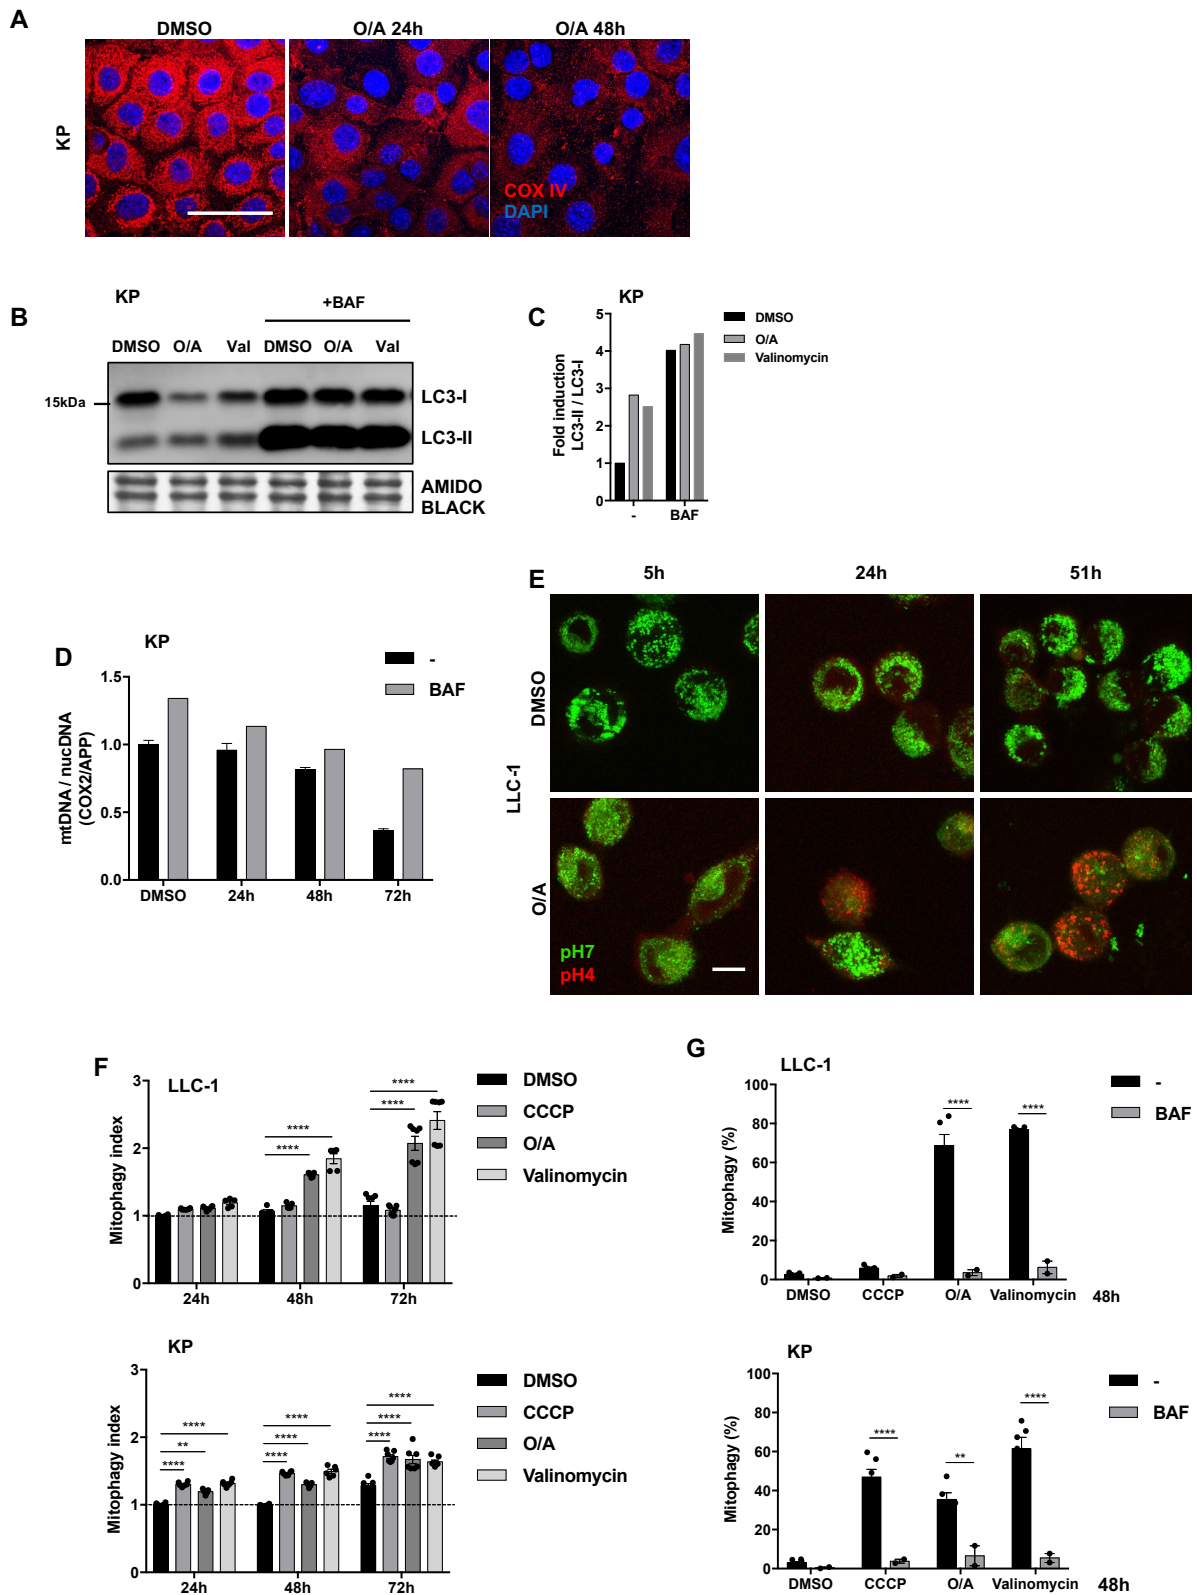 A
DMSO
O/A 24h
O/A 48h
KP
COX IV
DAPI
B
KP
+BAF
DMSO
O/A
Val
DMSO
O/A
Val
15kDa
LC3-I
LC3-II
AMIDO
BLACK
C
KP
Fold induction
LC3-II / LC3-I
5
4
3
2
1
0
-
BAF
DMSO
O/A
Valinomycin
D
KP
mtDNA / nucDNA
(COX2/APP)
1.5
1.0
0.5
0.0
DMSO
24h
48h
72h
-
BAF
E
5h
24h
51h
LLC-1
DMSO
O/A
pH7
pH4
F
LLC-1
Mitophagy index
3
2
1
0
****
****
****
****
24h
48h
72h
DMSO
CCCP
O/A
Valinomycin
KP
Mitophagy index
3
2
1
0
****
**
****
****
****
****
****
****
****
24h
48h
72h
DMSO
CCCP
O/A
Valinomycin
G
LLC-1
Mitophagy (%)
100
80
60
40
20
0
****
****
DMSO
CCCP
O/A
Valinomycin
48h
-
BAF
KP
Mitophagy (%)
100
80
60
40
20
0
****
**
****
DMSO
CCCP
O/A
Valinomycin
48h
-
BAF